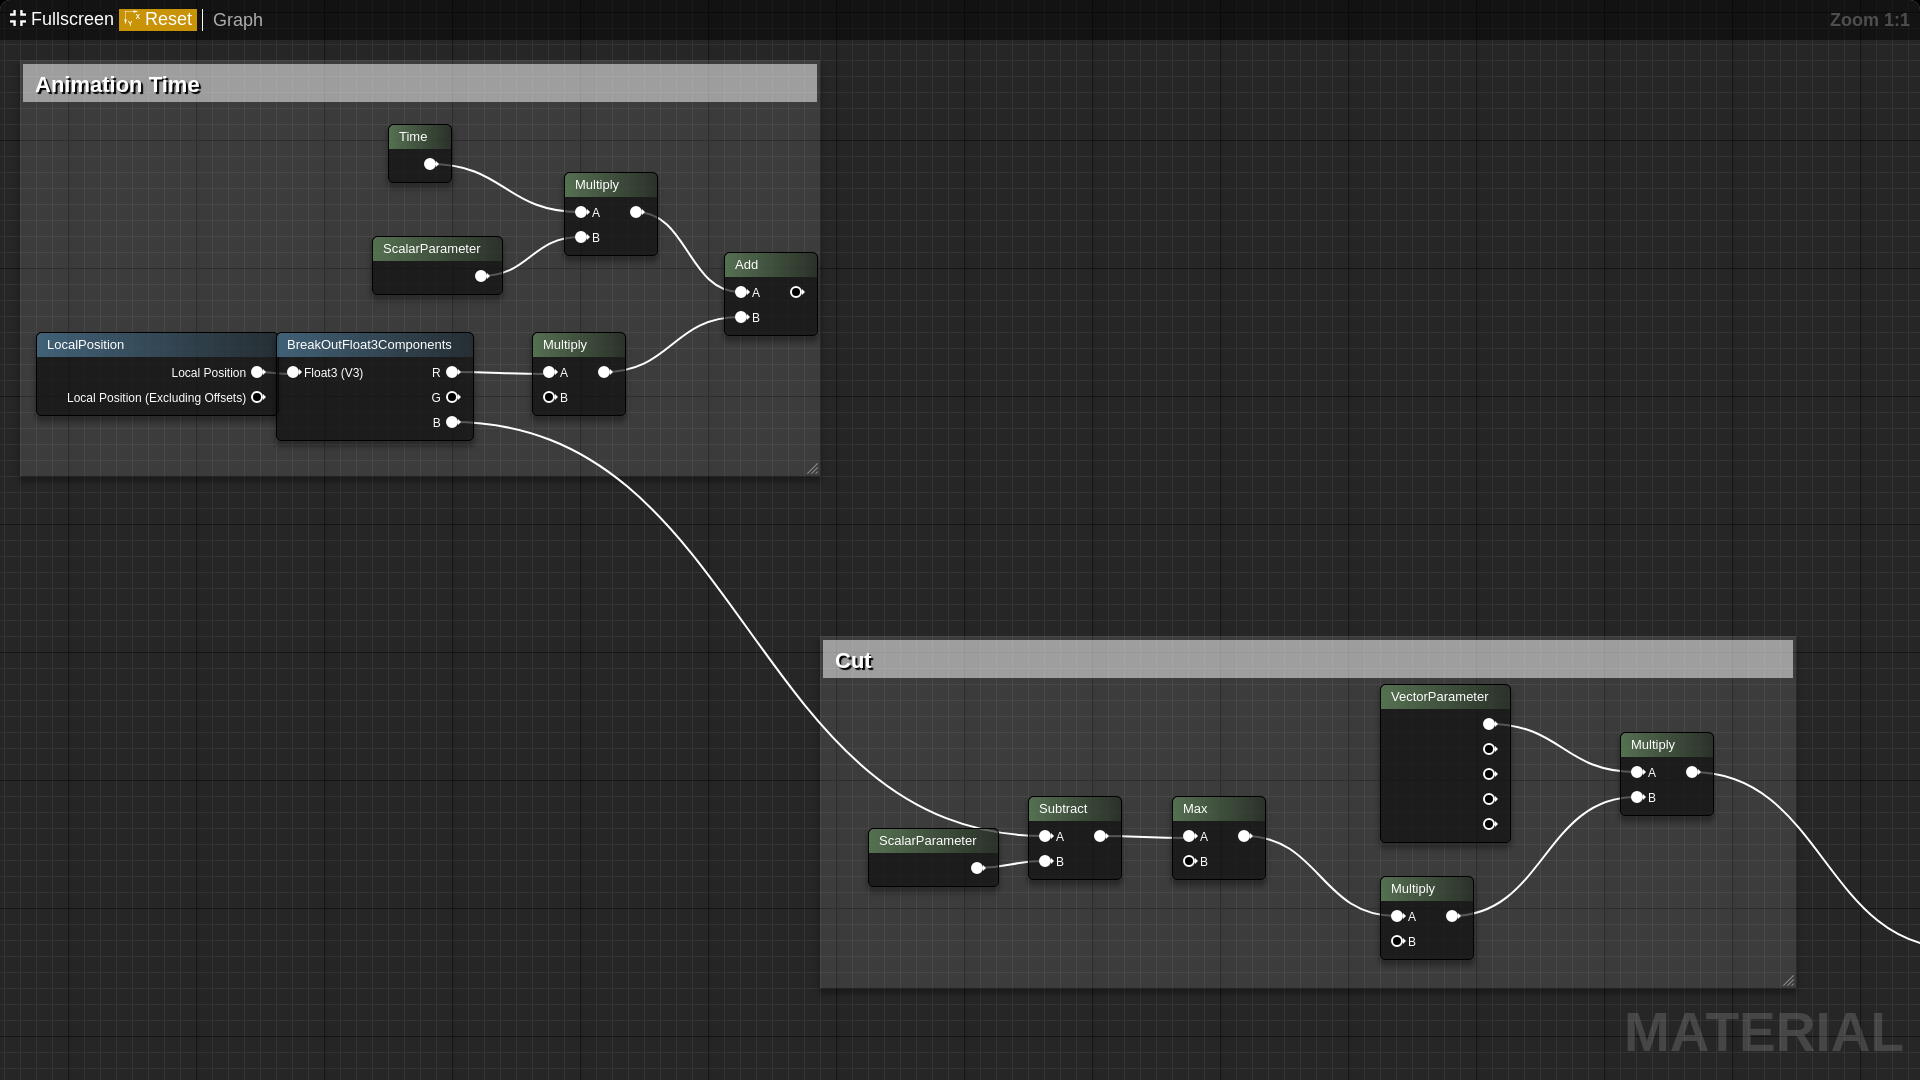 Fullscreen Reset Graph Zoom 1:1
Animation Time
Time
Multiply
A
B
ScalarParameter
Add
A
B
LocalPosition
Local Position
Local Position (Excluding Offsets)
BreakOutFloat3Components
Float3 (V3) R
G
B
Multiply
A
B
Cut
VectorParameter
Multiply
A
B
ScalarParameter
Subtract
A
B
Max
A
B
Multiply
A
B
MATERIAL